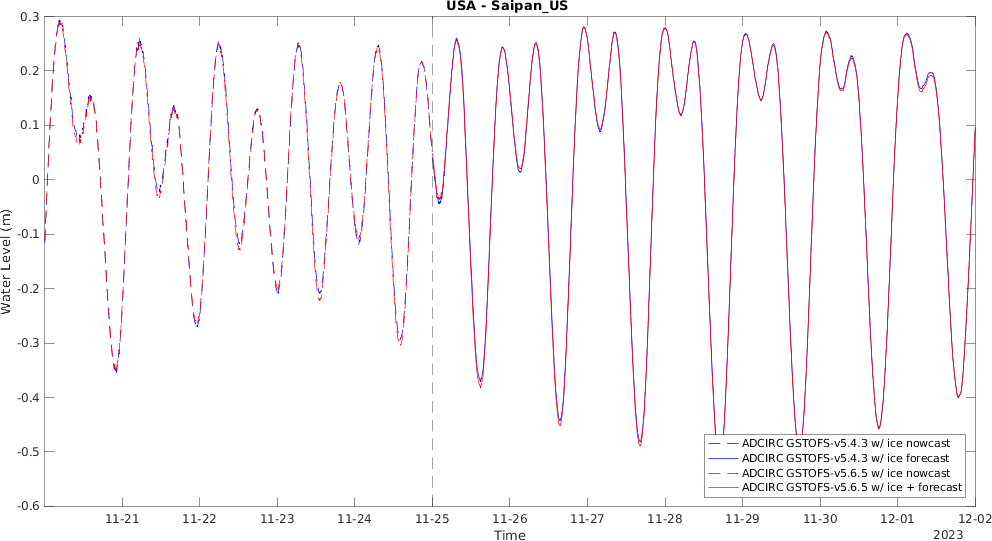 USA - Saipan_US
0.3
0.2
0.1
0
-0.1
-0.2
-0.3
-0.4
-0.5
-0.6
Water Level (m)
ADCIRC GSTOFS-v5.4.3 w/ ice nowcast
ADCIRC GSTOFS-v5.4.3 w/ ice forecast
ADCIRC GSTOFS-v5.6.5 w/ ice nowcast
ADCIRC GSTOFS-v5.6.5 w/ ice + forecast
11-21 11-22 11-23 11-24 11-25 11-26 11-27 11-28 11-29 11-30 12-01 12-02
Time
2023